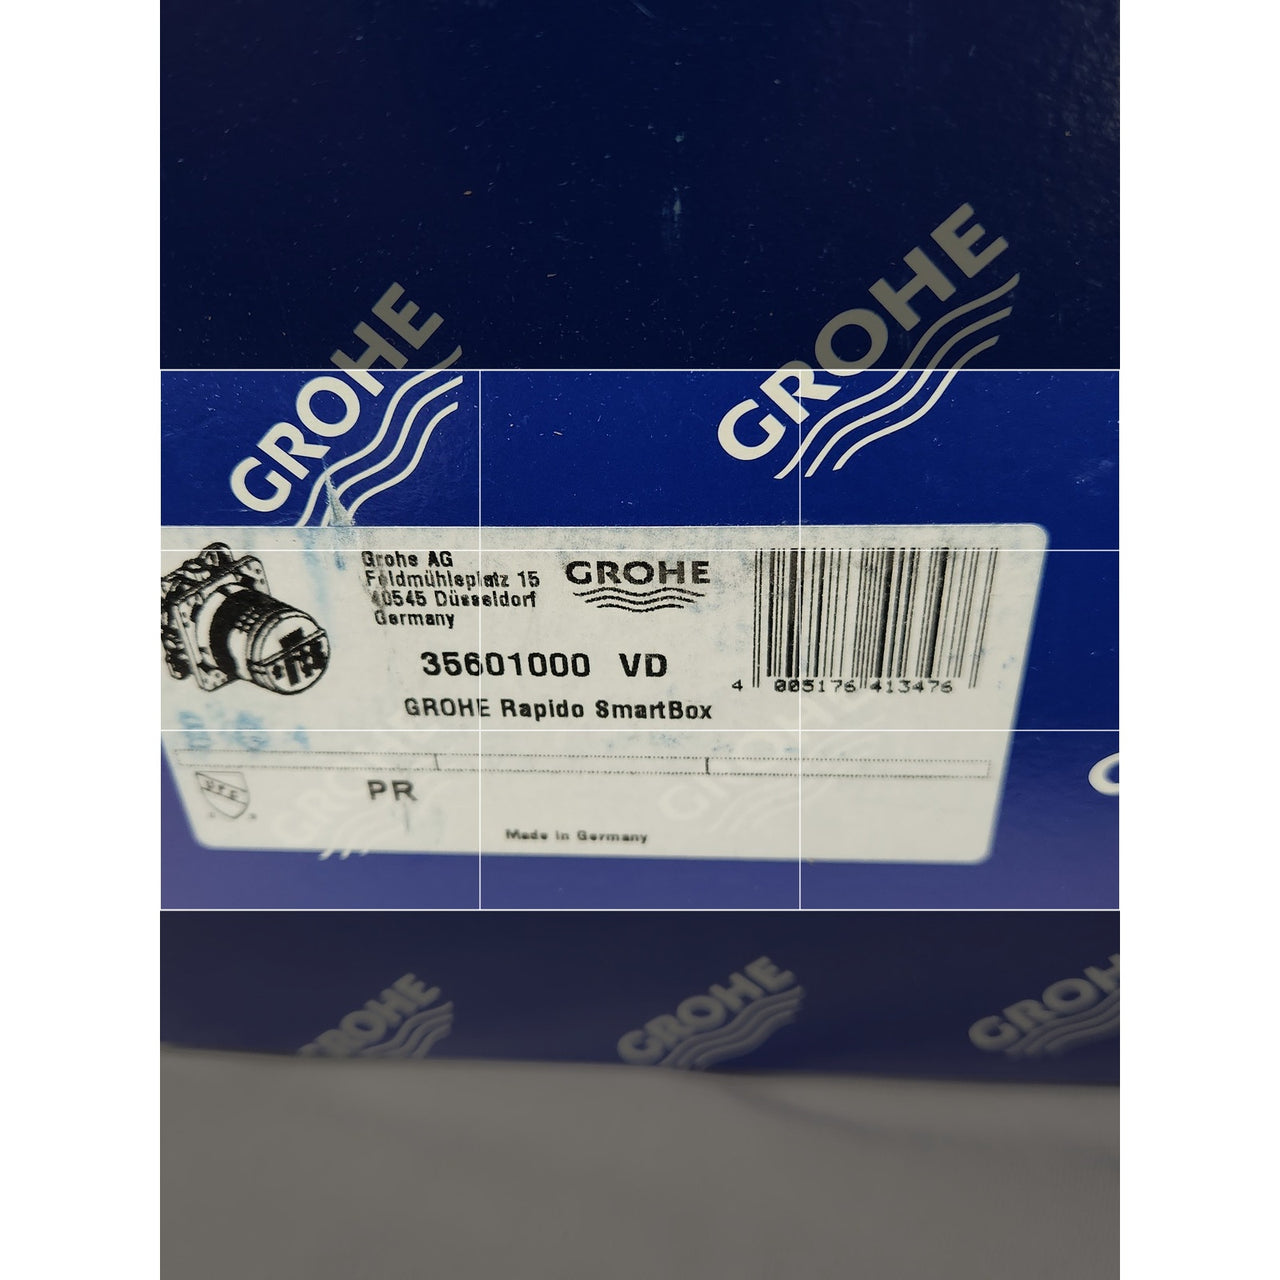 GROHE
GROHE
Grohe AG
Feldmühleplatz 15
40545 Düsseldorf
Germany
GROHE
35601000 VD
GROHE Rapido SmartBox
4 005176 413476
PR
Made in Germany
GROHE
GROHE
GROHE